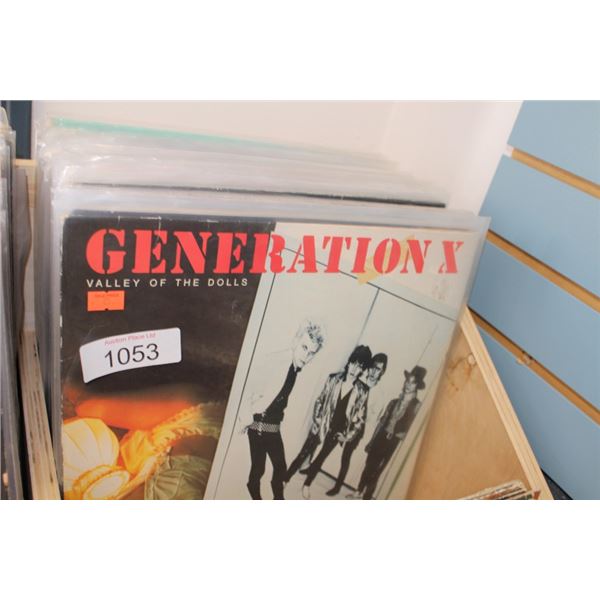 GENERATION X
VALLEY OF THE DOLLS
Auction Place Ltd
1053